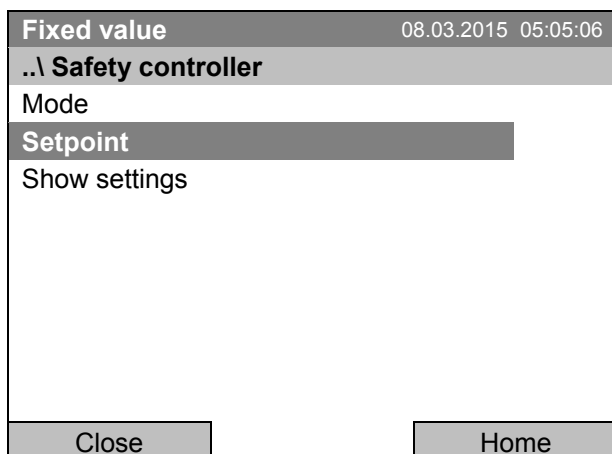 Fixed value 08.03.2015 05:05:06
..\ Safety controller
Mode
Setpoint
Show settings
Close Home